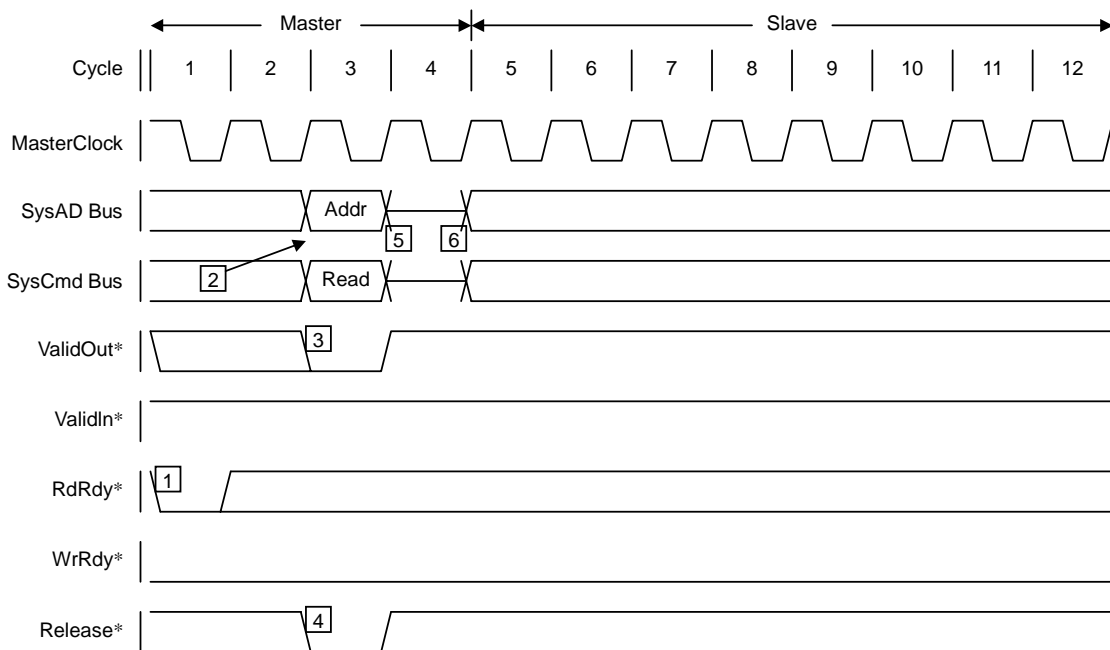 Master Slave
Cycle 1 2 3 4 5 6 7 8 9 10 11 12
MasterClock
SysAD Bus Addr
5 6
2
SysCmd Bus Read
ValidOut* 3
ValidIn*
RdRdy* 1
WrRdy*
Release* 4